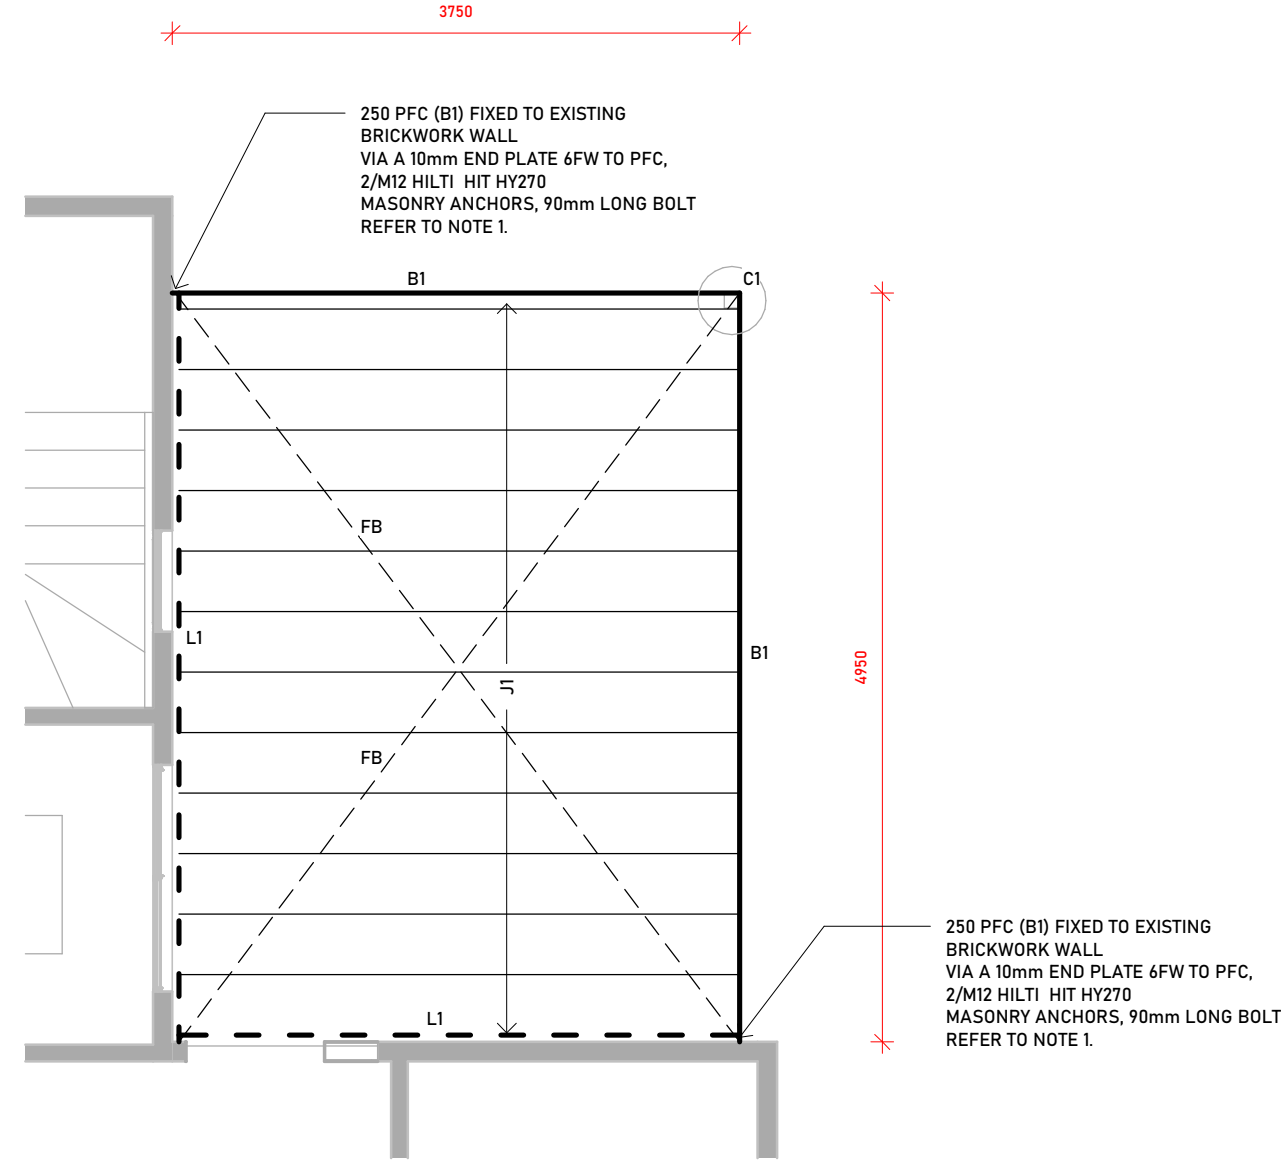 3750
250 PFC (B1) FIXED TO EXISTING
BRICKWORK WALL
VIA A 10mm END PLATE 6FW TO PFC,
2/M12 HILTI HIT HY270
MASONRY ANCHORS, 90mm LONG BOLT
REFER TO NOTE 1.
B1
C1
FB
L1
B1
4950
J1
FB
250 PFC (B1) FIXED TO EXISTING
BRICKWORK WALL
VIA A 10mm END PLATE 6FW TO PFC,
2/M12 HILTI HIT HY270
MASONRY ANCHORS, 90mm LONG BOLT
REFER TO NOTE 1.
L1